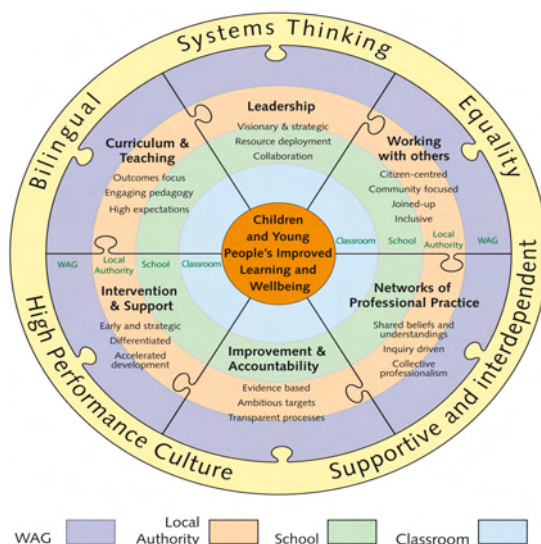 Systems Thinking
Bilingual
Equality
Leadership
Visionary & strategic
Resource deployment
Collaboration
Curriculum &
Teaching
Outcomes focus
Engaging pedagogy
High expectations
Working
with others
Citizen-centred
Community focused
Joined-up
Inclusive
Children
and Young
People's Improved
Learning and
Wellbeing
Classroom School Local Authority WAG
WAG Local Authority School Classroom
Intervention
& Support
Early and strategic
Differentiated
Accelerated
development
Networks of
Professional Practice
Shared beliefs and
understandings
Inquiry driven
Collective
professionalism
Improvement &
Accountability
Evidence based
Ambitious targets
Transparent processes
High Performance Culture
Supportive and interdependent
WAG Local Authority School Classroom